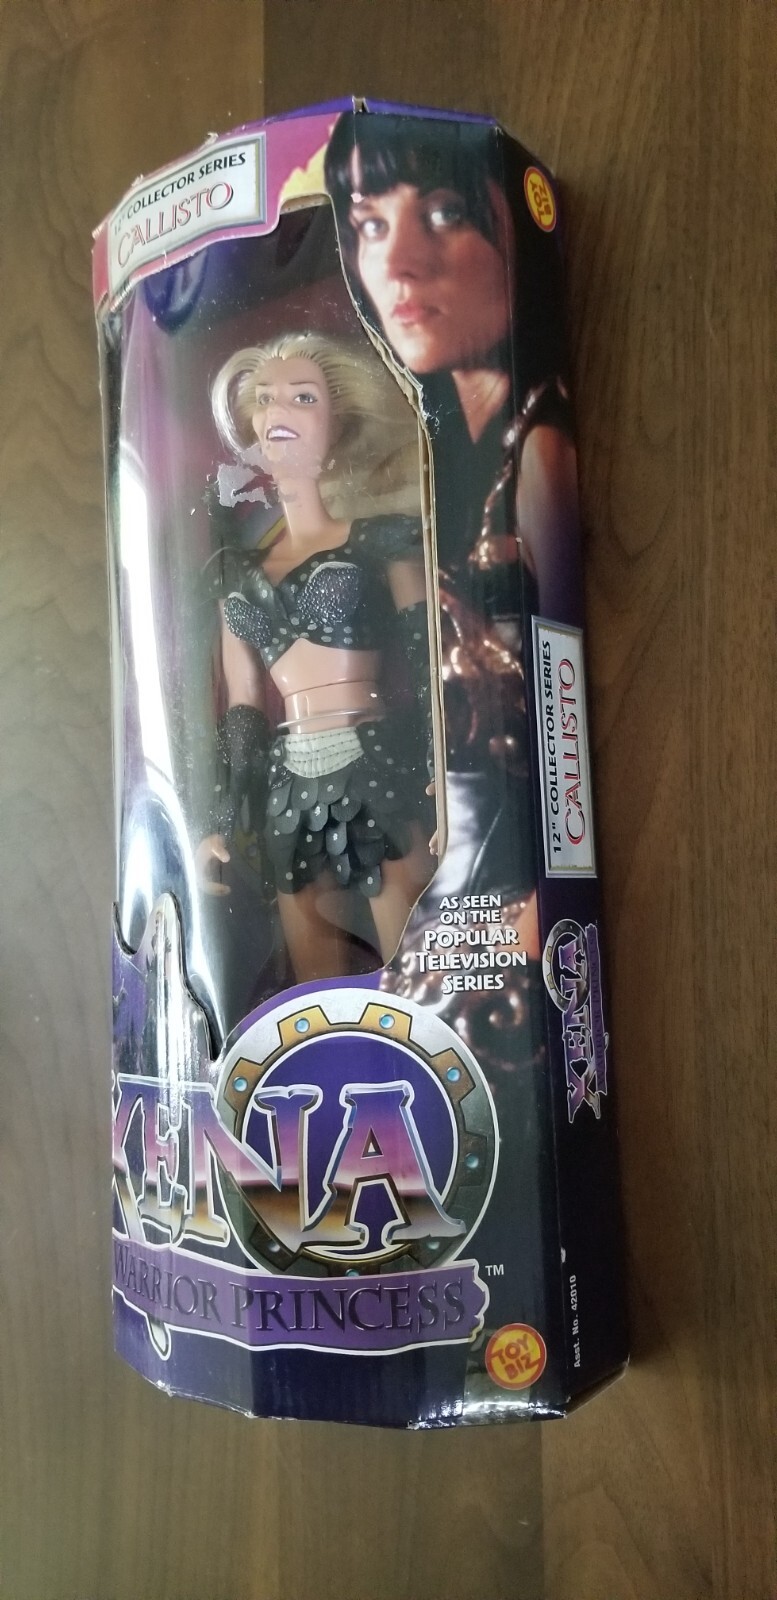 12" COLLECTOR SERIES
CALLISTO
TOY
BIZ
12" COLLECTOR SERIES
CALLISTO
AS SEEN
ON THE
POPULAR
TELEVISION
SERIES
XENA
WARRIOR PRINCESS
TM
XENA
TOY
BIZ
Asst. No. 42010